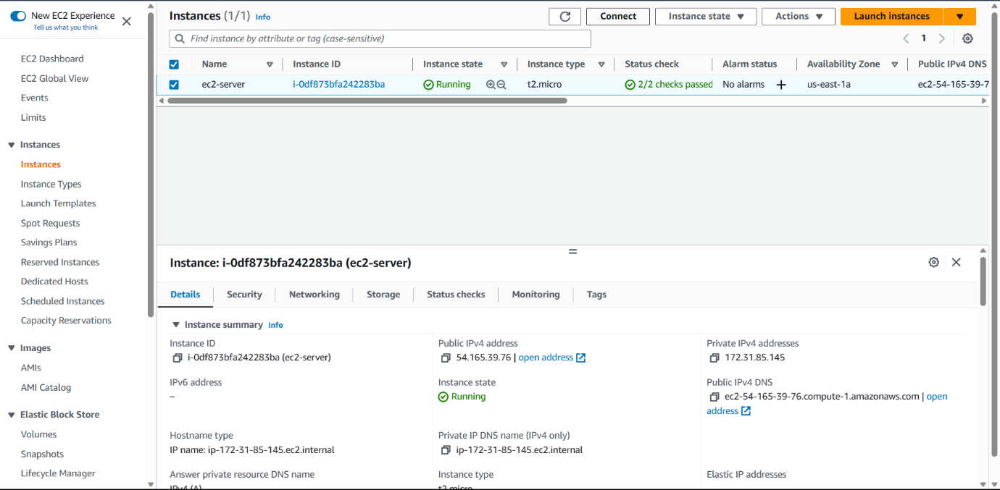 New EC2 Experience
Tell us what you think
EC2 Dashboard
EC2 Global View
Events
Limits
Instances
Instances
Instance Types
Launch Templates
Spot Requests
Savings Plans
Reserved Instances
Dedicated Hosts
Scheduled Instances
Capacity Reservations
Images
AMIs
AMI Catalog
Elastic Block Store
Volumes
Snapshots
Lifecycle Manager
Instances (1/1) Info
Connect
Instance state
Actions
Launch instances
Find instance by attribute or tag (case-sensitive)
1
Name Instance ID Instance state Instance type Status check Alarm status Availability Zone Public IPv4 DNS
ec2-server i-0df873bfa242283ba Running t2.micro 2/2 checks passed No alarms us-east-1a ec2-54-165-39-7
Instance: i-0df873bfa242283ba (ec2-server)
Details Security Networking Storage Status checks Monitoring Tags
Instance summary Info
Instance ID
i-0df873bfa242283ba (ec2-server)
Public IPv4 address
54.165.39.76 | open address
Private IPv4 addresses
172.31.85.145
IPv6 address
–
Instance state
Running
Public IPv4 DNS
ec2-54-165-39-76.compute-1.amazonaws.com | open
address
Hostname type
IP name: ip-172-31-85-145.ec2.internal
Private IP DNS name (IPv4 only)
ip-172-31-85-145.ec2.internal
Answer private resource DNS name
IPv4 (A)
Instance type
t2.micro
Elastic IP addresses